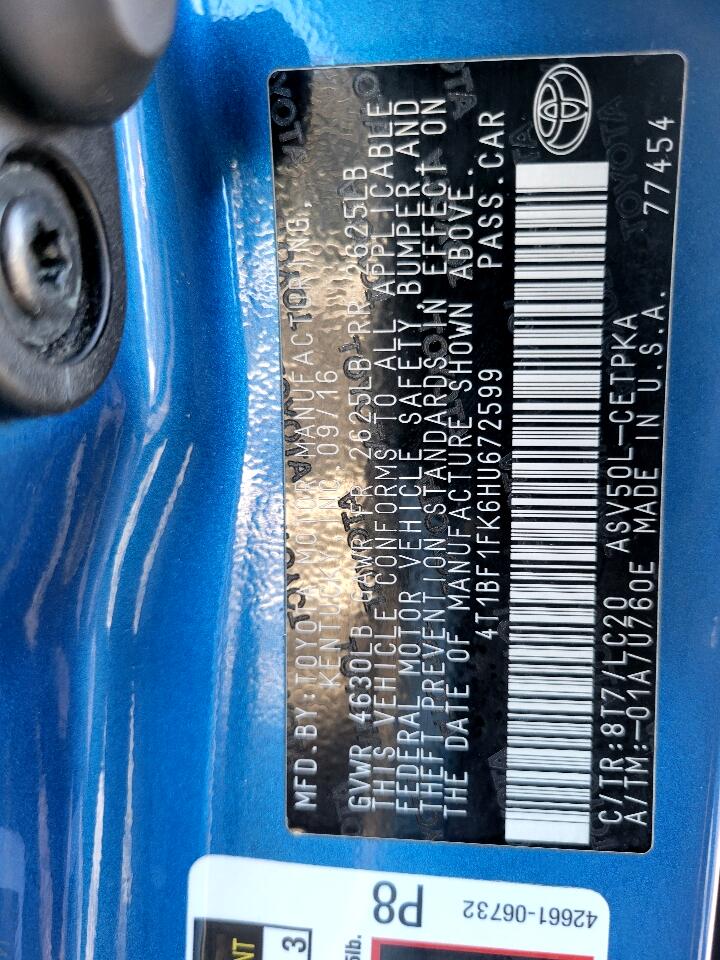 MFD. BY: TOYOTA MOTOR MANUFACTURING,
KENTUCKY, INC. 09/16
GVWR 4630LB GAWR FR 2625LB RR 2625LB
THIS VEHICLE CONFORMS TO ALL APPLICABLE
FEDERAL MOTOR VEHICLE SAFETY, BUMPER, AND
THEFT PREVENTION STANDARDS IN EFFECT ON
THE DATE OF MANUFACTURE SHOWN ABOVE.
4T1BF1FK6HU672599 PASS. CAR
C/TR: 8T7/LC20 ASV50L-CETPKA
A/TM:-01A/U760E MADE IN U.S.A. 77454
P8
42661-06732
3